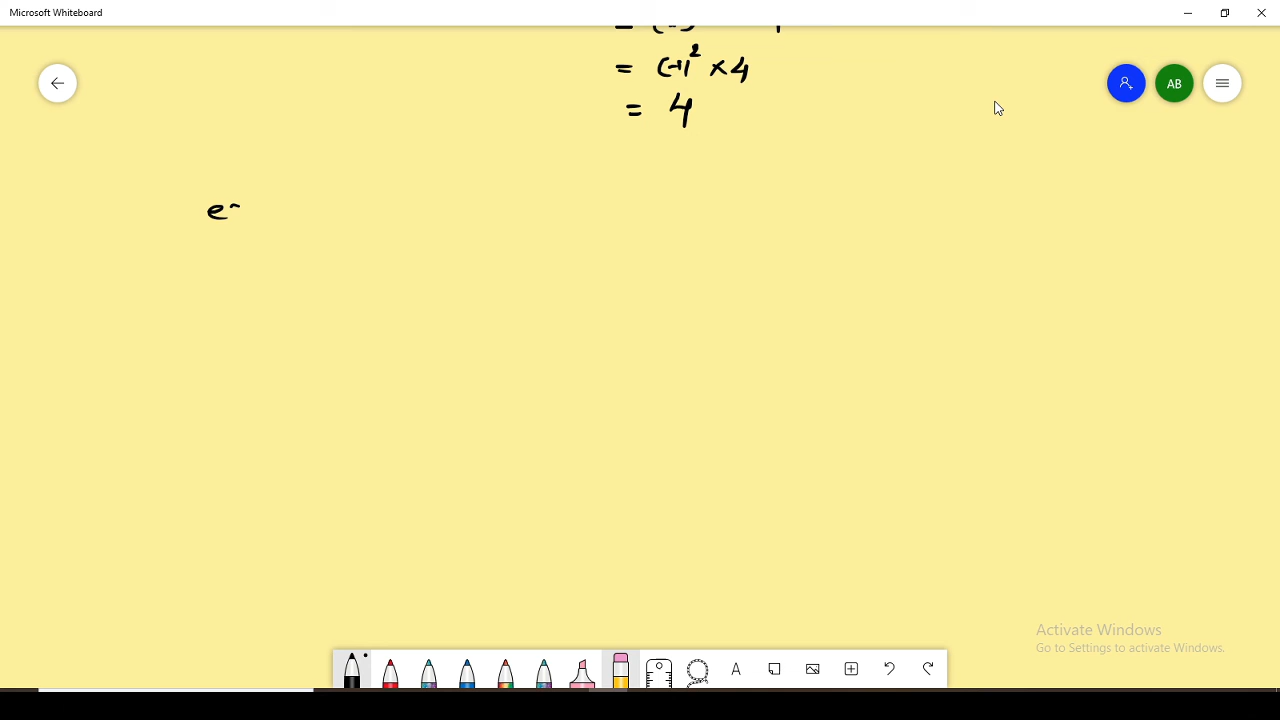 Microsoft Whiteboard
= (-1)² × 4
= 4
AB
e
Activate Windows
Go to Settings to activate Windows.
A